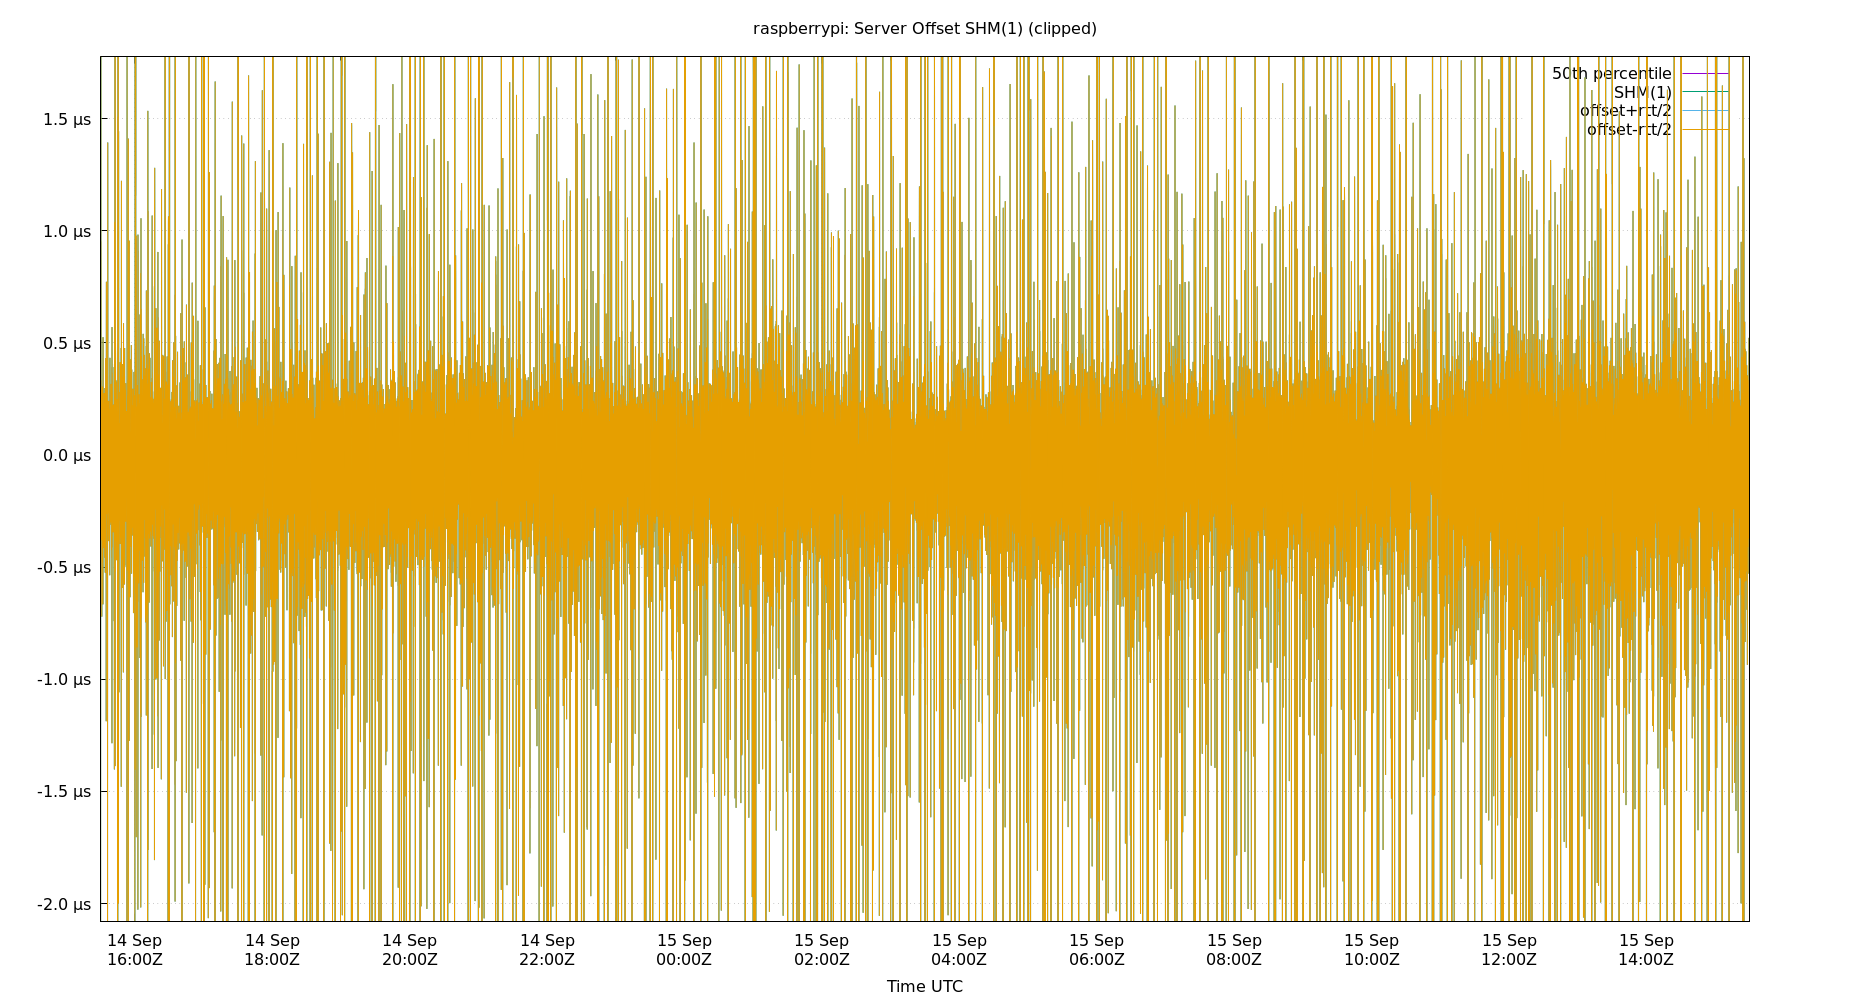 raspberrypi: Server Offset SHM(1) (clipped)
50th percentile
SHM(1)
offset+rtt/2
offset-rtt/2
1.5 µs
1.0 µs
0.5 µs
0.0 µs
-0.5 µs
-1.0 µs
-1.5 µs
-2.0 µs
14 Sep 14 Sep 14 Sep 14 Sep 15 Sep 15 Sep 15 Sep 15 Sep 15 Sep 15 Sep 15 Sep 15 Sep
16:00Z 18:00Z 20:00Z 22:00Z 00:00Z 02:00Z 04:00Z 06:00Z 08:00Z 10:00Z 12:00Z 14:00Z
Time UTC